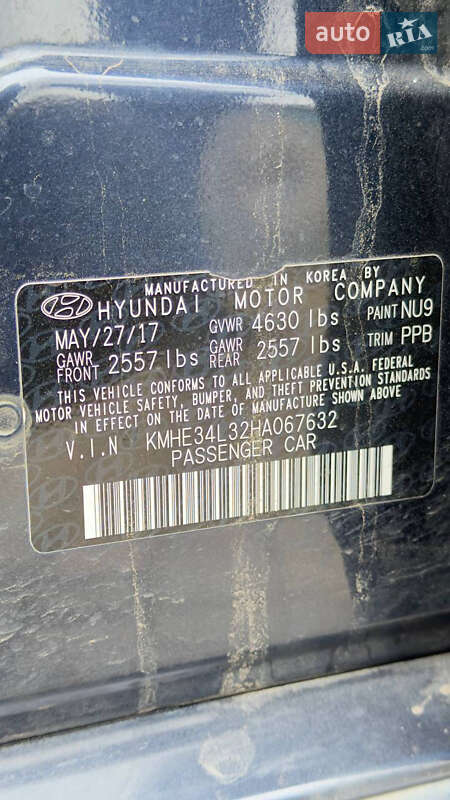 auto RIA.com
MANUFACTURED IN KOREA BY
HYUNDAI MOTOR COMPANY
MAY/27/17 GVWR 4630 lbs PAINT NU9
GAWR FRONT 2557 lbs GAWR REAR 2557 lbs TRIM PPB
THIS VEHICLE CONFORMS TO ALL APPLICABLE U.S.A. FEDERAL
MOTOR VEHICLE SAFETY, BUMPER, AND THEFT PREVENTION STANDARDS
IN EFFECT ON THE DATE OF MANUFACTURE SHOWN ABOVE
V.I.N KMHE34L32HA067632
PASSENGER CAR